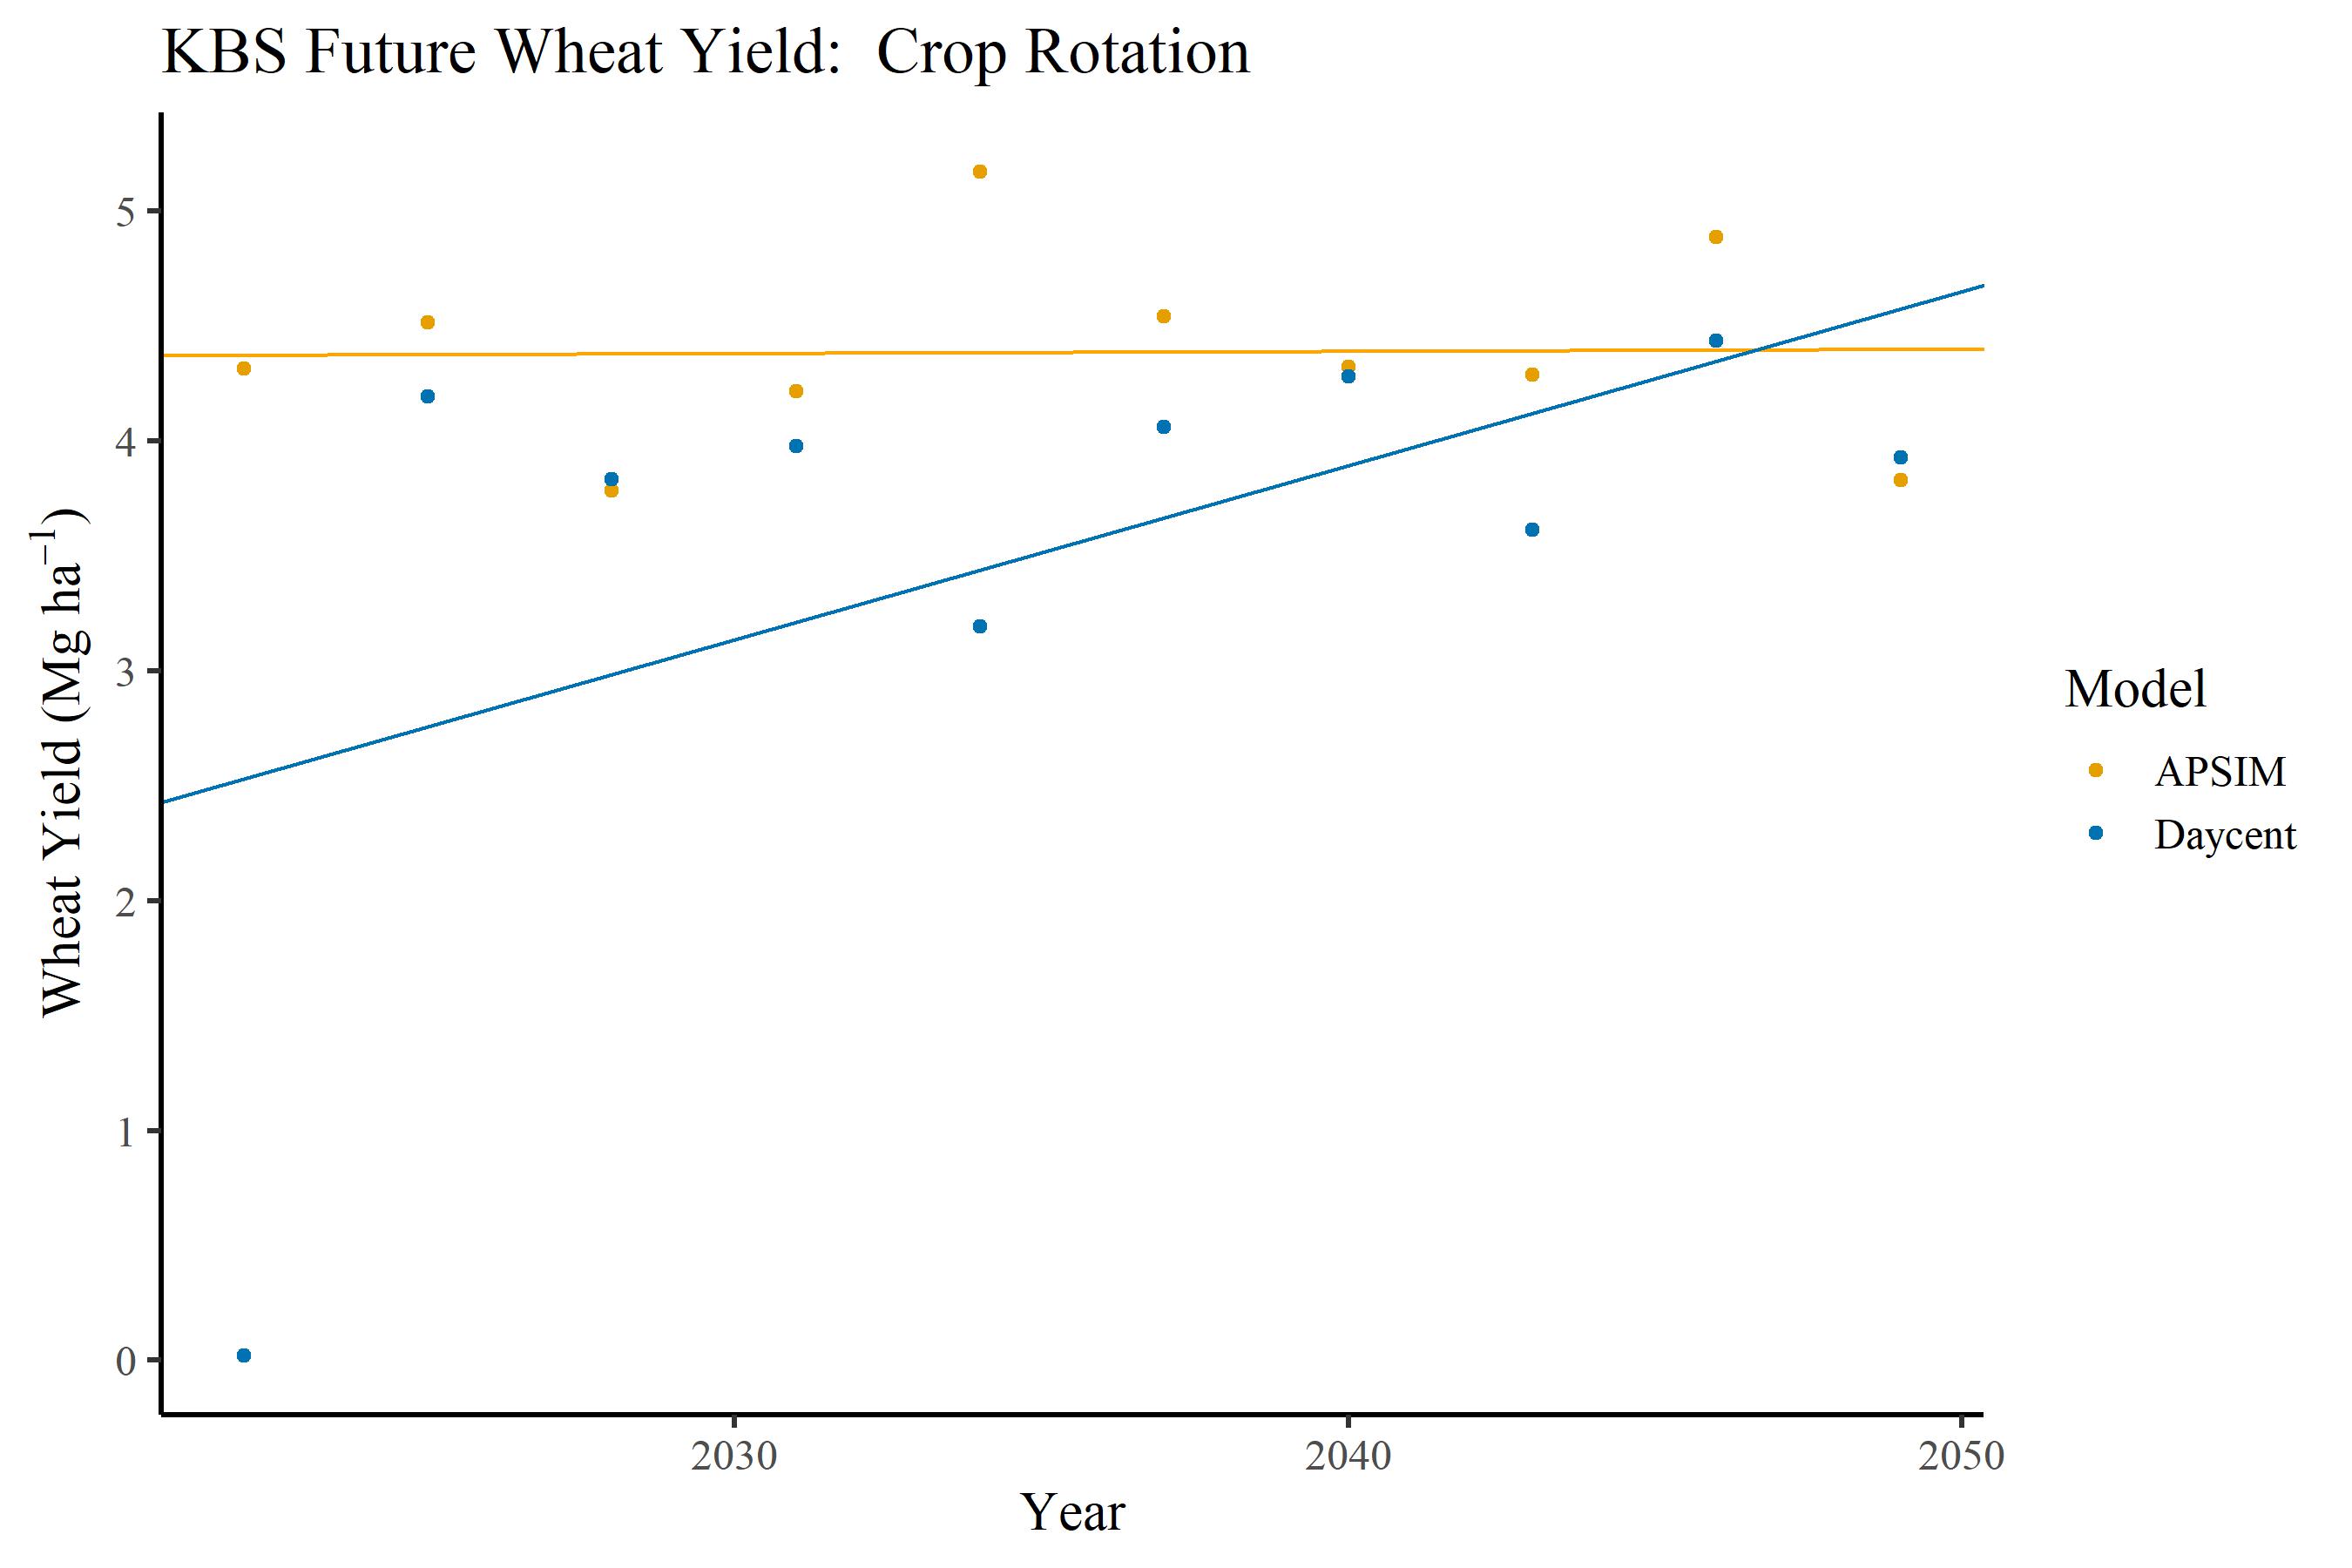 KBS Future Wheat Yield:  Crop Rotation
Wheat Yield (Mg ha⁻¹)
5
4
3
2
1
0
2030 2040 2050
Year
Model
APSIM
Daycent